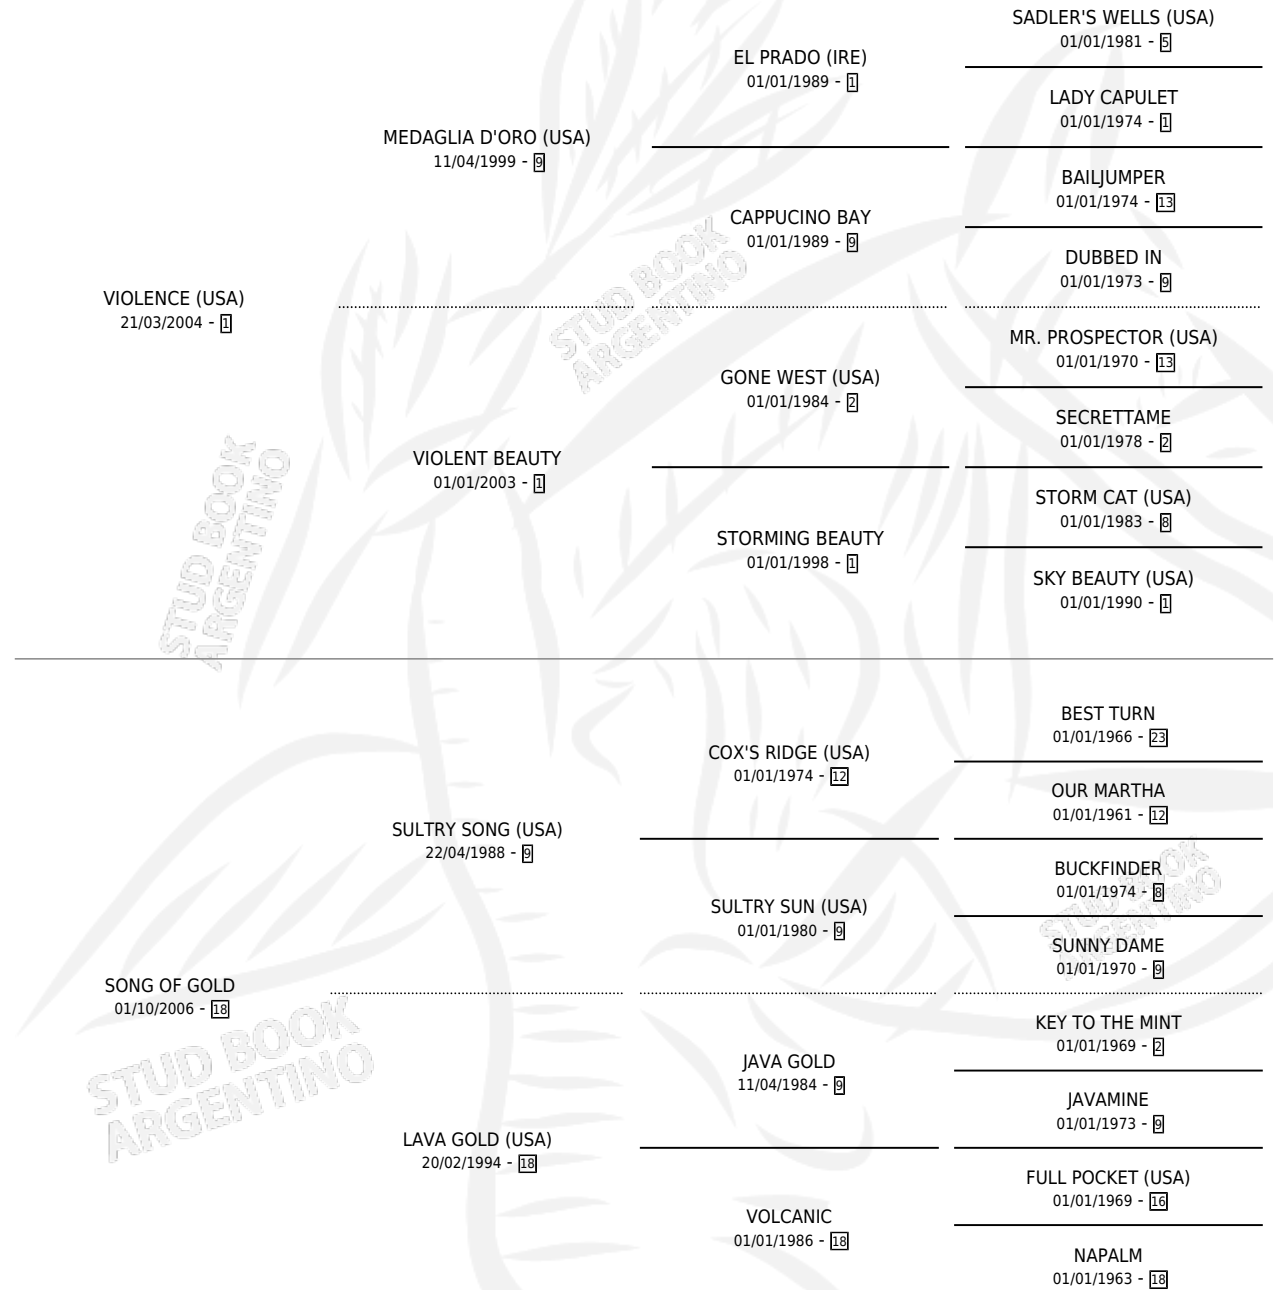 SADLER'S WELLS (USA)
01/01/1981 - 5
EL PRADO (IRE)
01/01/1989 - 1
LADY CAPULET
01/01/1974 - 1
MEDAGLIA D'ORO (USA)
11/04/1999 - 9
BAILJUMPER
01/01/1974 - 13
CAPPUCINO BAY
01/01/1989 - 9
DUBBED IN
01/01/1973 - 9
VIOLENCE (USA)
21/03/2004 - 1
STUD BOOK
ARGENTINO
MR. PROSPECTOR (USA)
01/01/1970 - 13
GONE WEST (USA)
01/01/1984 - 2
SECRETTAME
01/01/1978 - 2
VIOLENT BEAUTY
01/01/2003 - 1
STORM CAT (USA)
01/01/1983 - 8
STORMING BEAUTY
01/01/1998 - 1
SKY BEAUTY (USA)
01/01/1990 - 1
STUD BOOK
ARGENTINO
BEST TURN
01/01/1966 - 23
COX'S RIDGE (USA)
01/01/1974 - 12
OUR MARTHA
01/01/1961 - 12
SULTRY SONG (USA)
22/04/1988 - 9
BUCKFINDER
01/01/1974 - 8
SULTRY SUN (USA)
01/01/1980 - 9
SUNNY DAME
01/01/1970 - 9
STUD BOOK
ARGENTINO
SONG OF GOLD
01/10/2006 - 18
KEY TO THE MINT
01/01/1969 - 2
JAVA GOLD
11/04/1984 - 9
JAVAMINE
01/01/1973 - 9
STUD BOOK
ARGENTINO
LAVA GOLD (USA)
20/02/1994 - 18
FULL POCKET (USA)
01/01/1969 - 16
VOLCANIC
01/01/1986 - 18
NAPALM
01/01/1963 - 18